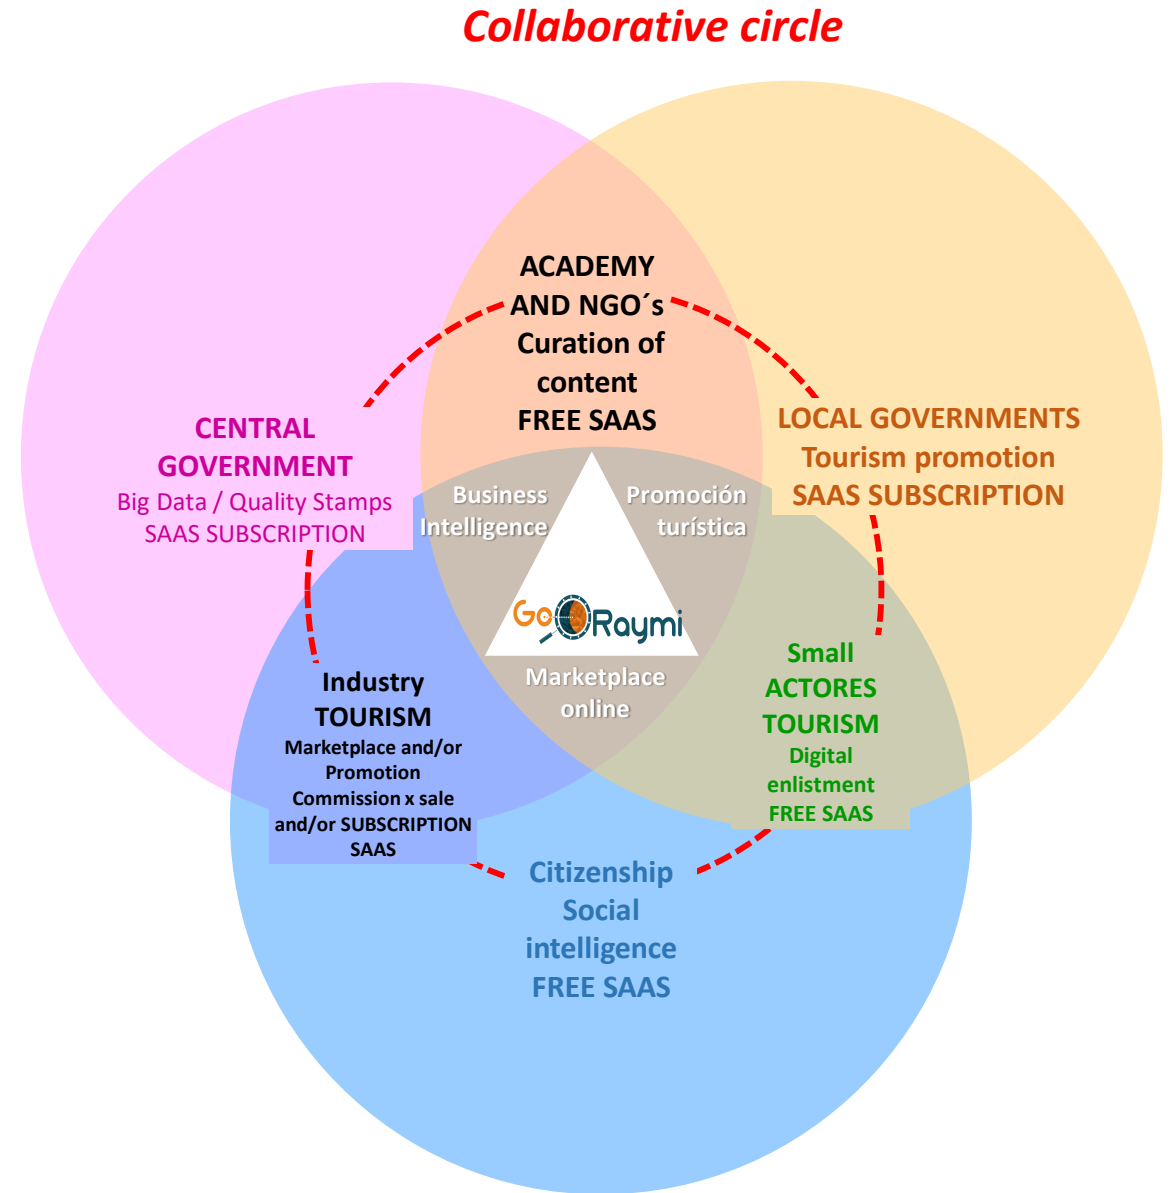 Collaborative circle
ACADEMY
AND NGO´s
Curation of
content
FREE SAAS
CENTRAL
GOVERNMENT
Big Data / Quality Stamps
SAAS SUBSCRIPTION
LOCAL GOVERNMENTS
Tourism promotion
SAAS SUBSCRIPTION
Business
Intelligence
Promoción
turística
Go Raymi
Marketplace
online
Industry
TOURISM
Marketplace and/or
Promotion
Commission x sale
and/or SUBSCRIPTION
SAAS
Small
ACTORES
TOURISM
Digital
enlistment
FREE SAAS
Citizenship
Social
intelligence
FREE SAAS